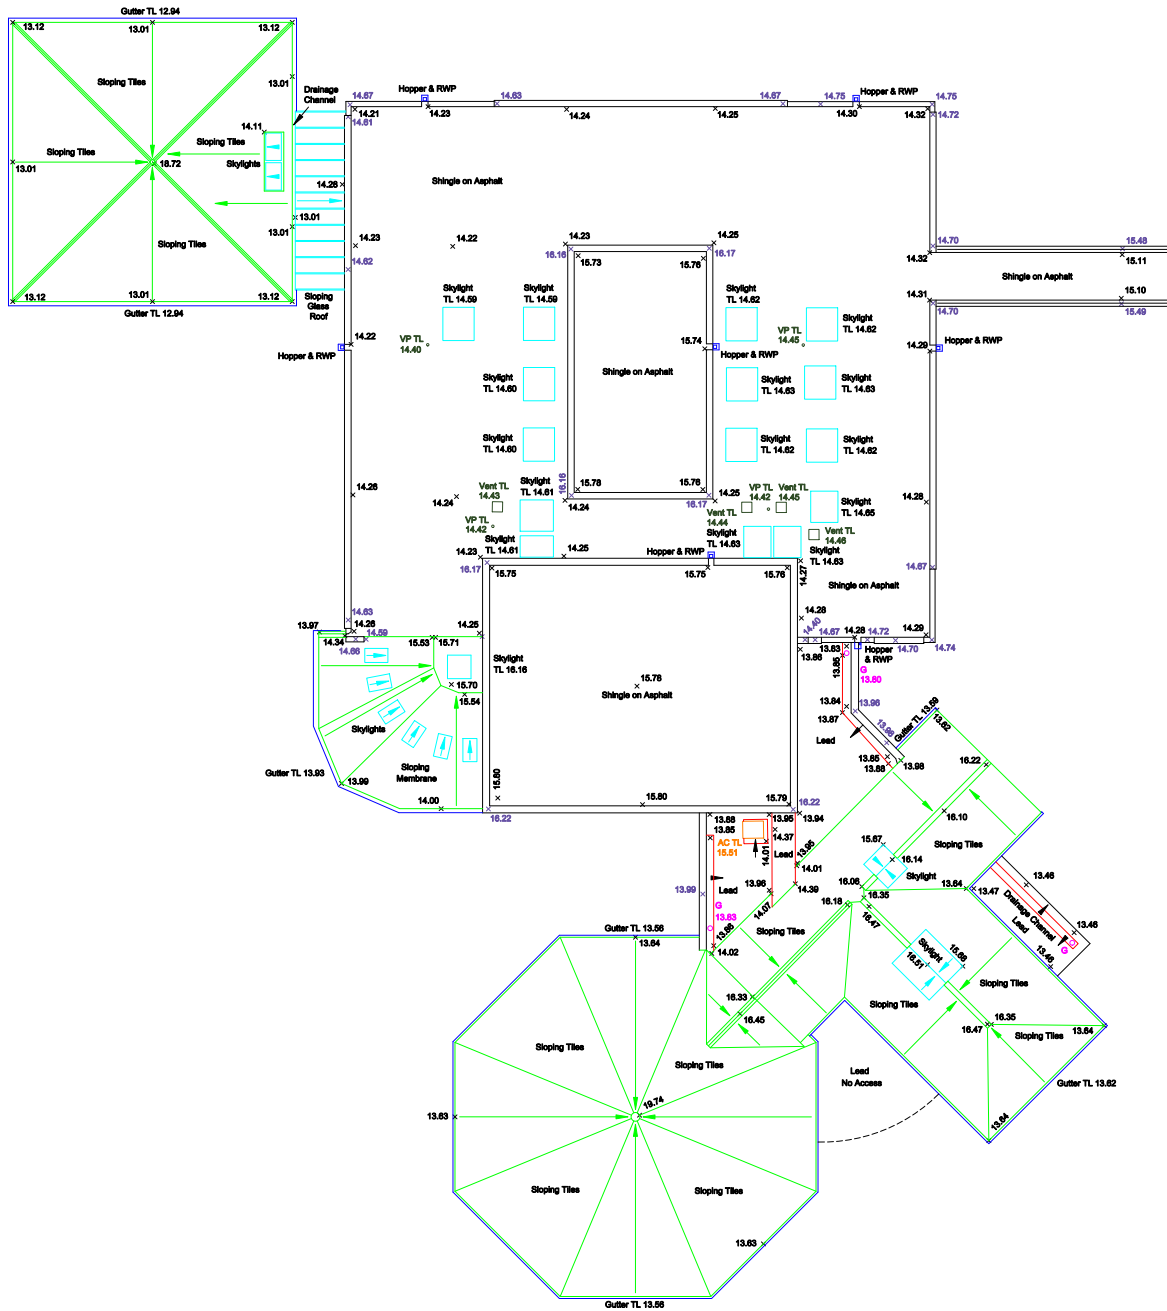 Gutter TL 12.94
13.12
13.01
13.12
Sloping Tiles
13.01
Drainage
Channel
14.11
Sloping Tiles
Sloping Tiles
Skylights
13.01
18.72
13.01
Sloping Tiles
13.01
13.12
13.01
13.12
Gutter TL 12.94
Sloping
Glass
Roof
14.67
Hopper & RWP
14.63
14.67
14.75
Hopper & RWP
14.75
14.21
14.23
14.24
14.25
14.30
14.32
14.72
14.61
14.28
Shingle on Asphalt
14.23
14.22
14.23
14.25
14.70
14.32
15.48
15.11
14.62
16.16
15.73
15.76
16.17
Shingle on Asphalt
15.10
15.49
14.31
14.70
Skylight
TL 14.59
Skylight
TL 14.59
Skylight
TL 14.62
Skylight
TL 14.62
14.22
Hopper & RWP
VP TL
14.40
15.74
Hopper & RWP
VP TL
14.45
14.29
Hopper & RWP
Skylight
TL 14.60
Shingle on Asphalt
Skylight
TL 14.63
Skylight
TL 14.63
Skylight
TL 14.60
Skylight
TL 14.62
Skylight
TL 14.62
14.26
14.24
Vent TL
14.43
Skylight
TL 14.61
16.16
15.78
15.76
14.24
16.17
14.25
VP TL
14.42
Vent TL
14.45
Skylight
TL 14.65
14.28
VP TL
14.42
Vent TL
14.44
Skylight
TL 14.63
Vent TL
14.46
Skylight
TL 14.61
14.23
14.25
Hopper & RWP
Skylight
TL 14.63
14.27
16.17
15.75
15.75
15.76
14.67
Shingle on Asphalt
14.63
14.26
14.59
14.34
14.66
13.97
14.25
15.53
15.71
14.28
14.40
14.67
14.28
14.72
14.70
14.29
14.74
Skylight
TL 16.16
15.70
15.54
15.78
Shingle on Asphalt
13.86
13.63
13.85
Hopper
& RWP
G
13.80
13.84
13.87
13.96
13.98
Lead
13.85
13.88
Gutter TL 13.59
13.62
13.98
16.22
Skylights
Sloping
Membrane
Gutter TL 13.93
13.99
14.00
15.80
15.80
15.79
16.22
16.22
13.88
13.85
13.95
13.94
14.37
AC TL
15.51
14.01
Lead
13.95
14.01
14.39
16.10
15.67
16.14
Sloping Tiles
Skylight
13.99
Lead
13.96
14.07
G
13.83
13.86
14.02
16.06
16.35
16.18
16.47
13.64
13.47
13.46
Drainage Channel
Lead
13.46
G
13.46
Sloping Tiles
Skylight
15.68
16.51
Sloping Tiles
Sloping Tiles
16.33
16.45
16.47
16.35
Sloping Tiles
13.64
Gutter TL 13.62
13.64
Gutter TL 13.56
13.64
Sloping Tiles
Sloping Tiles
Lead
No Access
13.63
19.74
Sloping Tiles
Sloping Tiles
13.63
Gutter TL 13.56